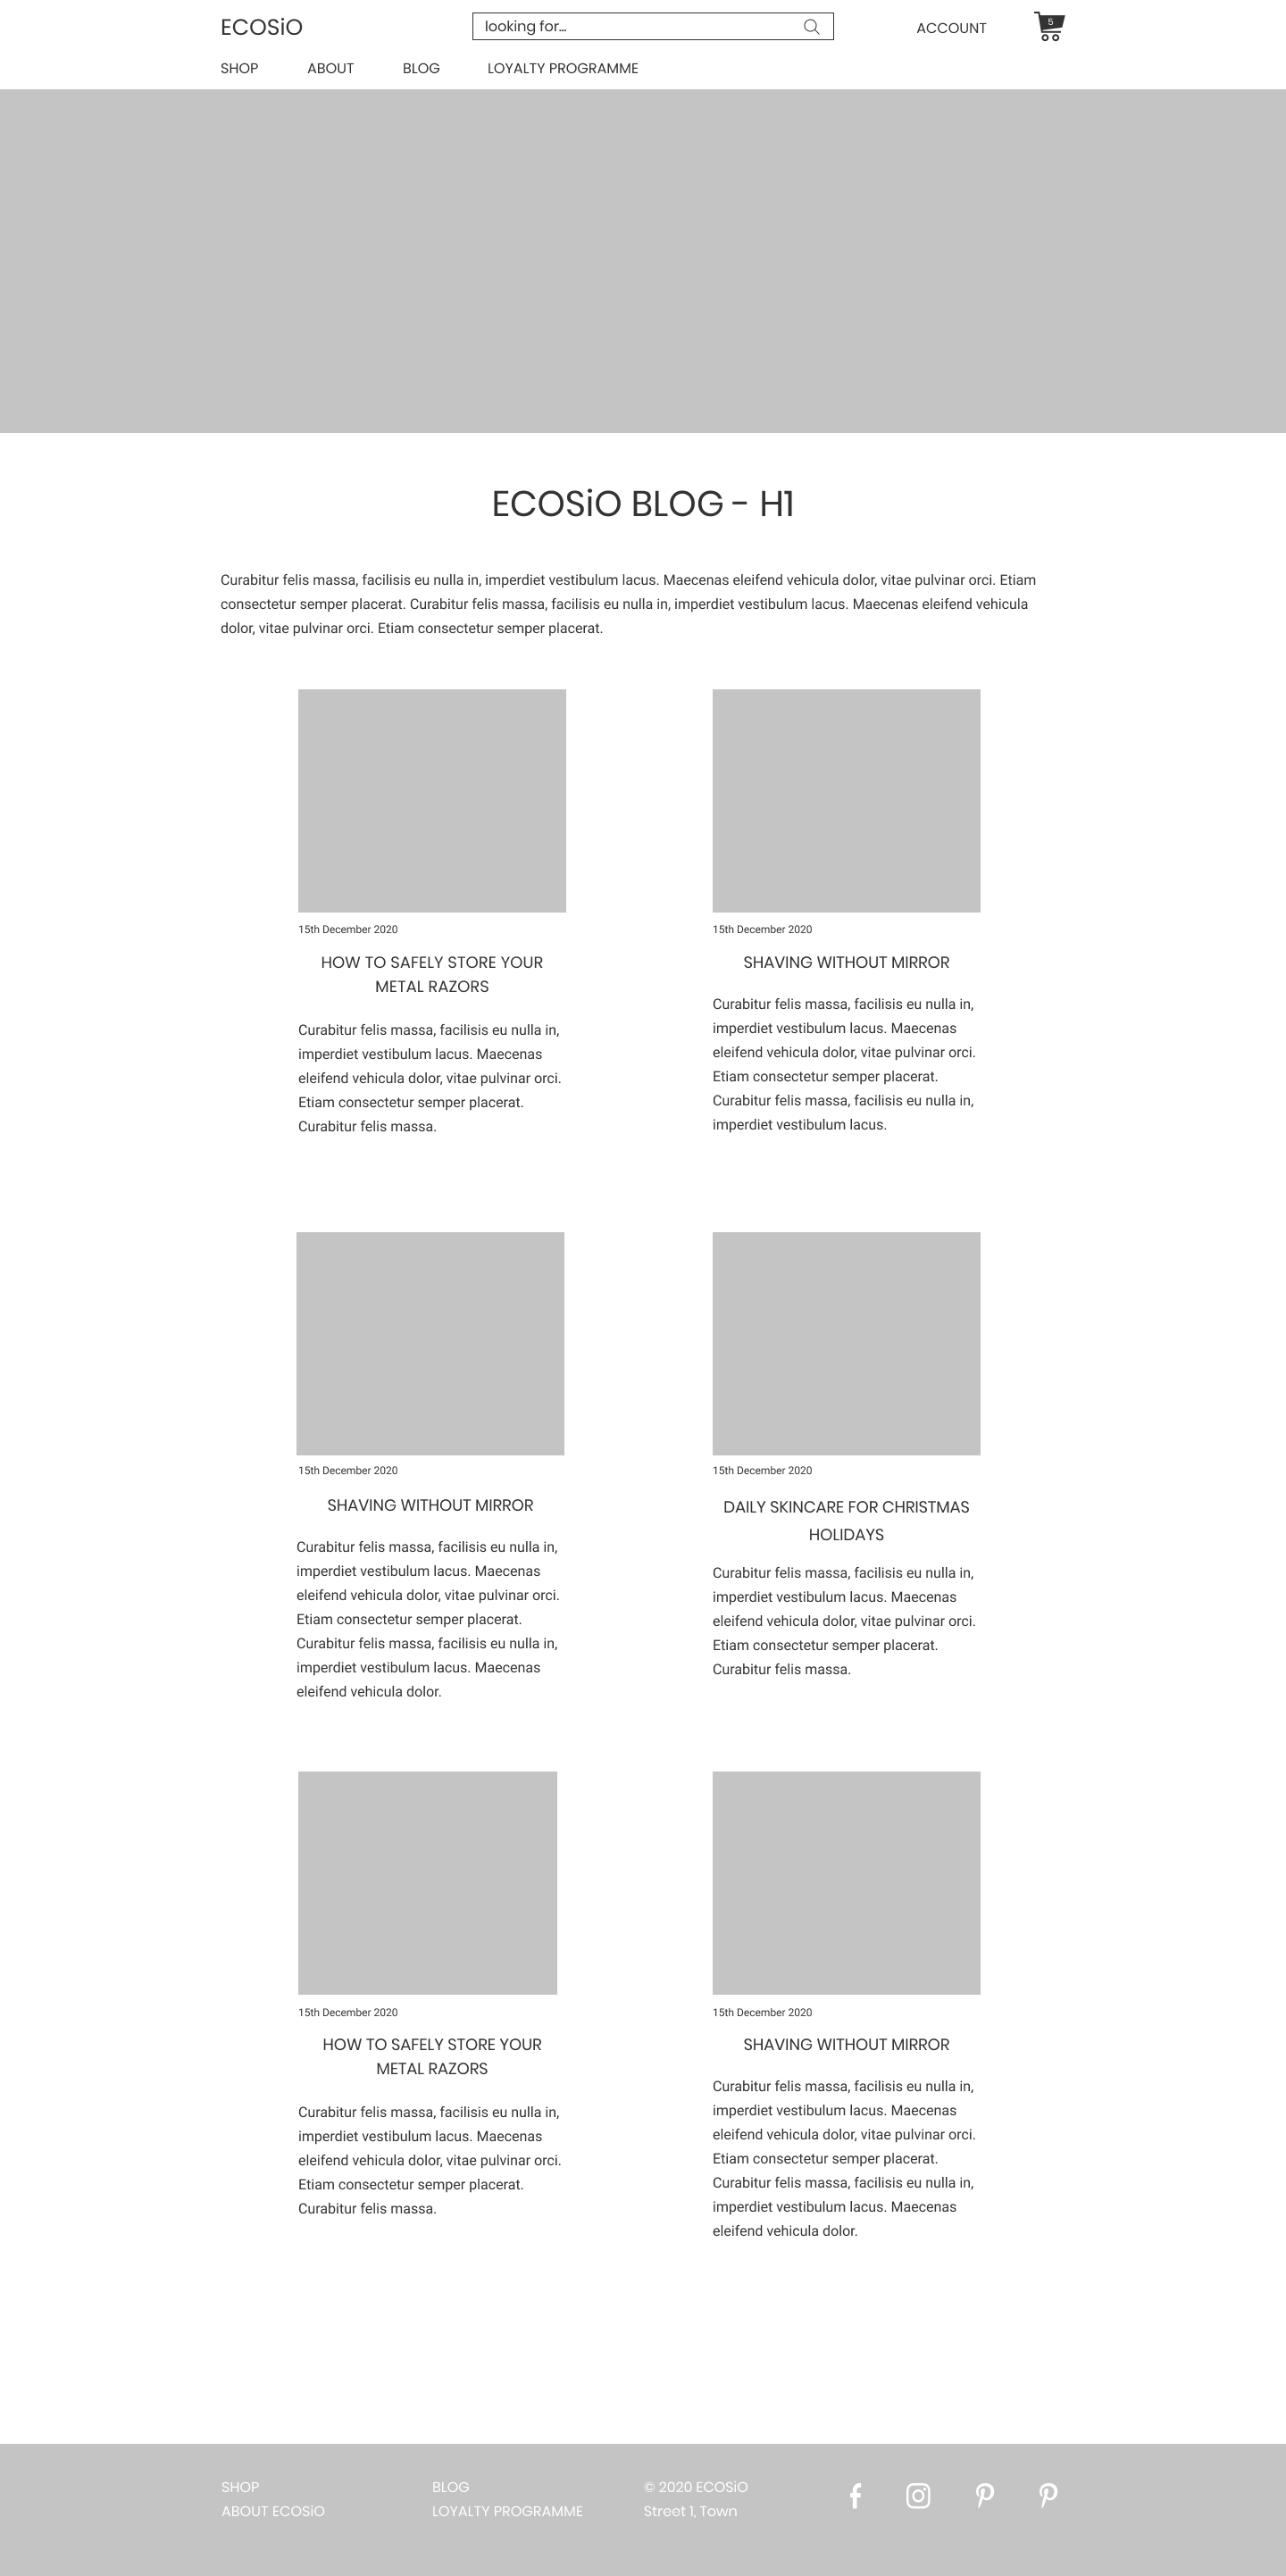 ECOSiO
looking for...
ACCOUNT
5
SHOP
ABOUT
BLOG
LOYALTY PROGRAMME
ECOSiO BLOG - H1
Curabitur felis massa, facilisis eu nulla in, imperdiet vestibulum lacus. Maecenas eleifend vehicula dolor, vitae pulvinar orci. Etiam
consectetur semper placerat. Curabitur felis massa, facilisis eu nulla in, imperdiet vestibulum lacus. Maecenas eleifend vehicula
dolor, vitae pulvinar orci. Etiam consectetur semper placerat.
15th December 2020
HOW TO SAFELY STORE YOUR
METAL RAZORS
Curabitur felis massa, facilisis eu nulla in,
imperdiet vestibulum lacus. Maecenas
eleifend vehicula dolor, vitae pulvinar orci.
Etiam consectetur semper placerat.
Curabitur felis massa.
15th December 2020
SHAVING WITHOUT MIRROR
Curabitur felis massa, facilisis eu nulla in,
imperdiet vestibulum lacus. Maecenas
eleifend vehicula dolor, vitae pulvinar orci.
Etiam consectetur semper placerat.
Curabitur felis massa, facilisis eu nulla in,
imperdiet vestibulum lacus.
15th December 2020
SHAVING WITHOUT MIRROR
Curabitur felis massa, facilisis eu nulla in,
imperdiet vestibulum lacus. Maecenas
eleifend vehicula dolor, vitae pulvinar orci.
Etiam consectetur semper placerat.
Curabitur felis massa, facilisis eu nulla in,
imperdiet vestibulum lacus. Maecenas
eleifend vehicula dolor.
15th December 2020
DAILY SKINCARE FOR CHRISTMAS
HOLIDAYS
Curabitur felis massa, facilisis eu nulla in,
imperdiet vestibulum lacus. Maecenas
eleifend vehicula dolor, vitae pulvinar orci.
Etiam consectetur semper placerat.
Curabitur felis massa.
15th December 2020
HOW TO SAFELY STORE YOUR
METAL RAZORS
Curabitur felis massa, facilisis eu nulla in,
imperdiet vestibulum lacus. Maecenas
eleifend vehicula dolor, vitae pulvinar orci.
Etiam consectetur semper placerat.
Curabitur felis massa.
15th December 2020
SHAVING WITHOUT MIRROR
Curabitur felis massa, facilisis eu nulla in,
imperdiet vestibulum lacus. Maecenas
eleifend vehicula dolor, vitae pulvinar orci.
Etiam consectetur semper placerat.
Curabitur felis massa, facilisis eu nulla in,
imperdiet vestibulum lacus. Maecenas
eleifend vehicula dolor.
SHOP
ABOUT ECOSiO
BLOG
LOYALTY PROGRAMME
© 2020 ECOSiO
Street 1, Town